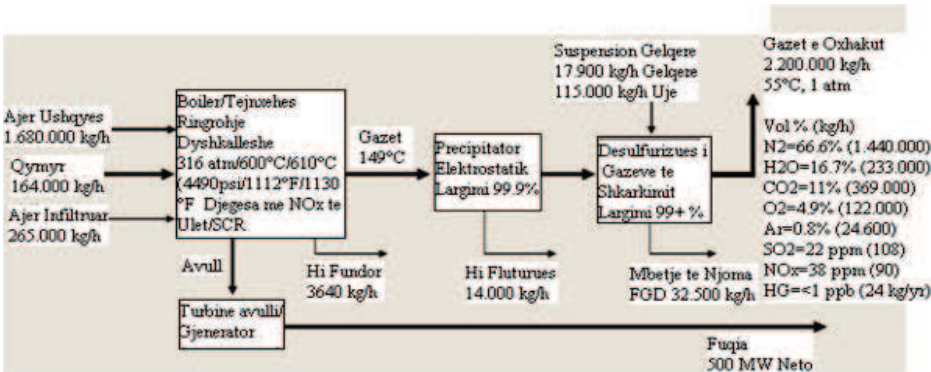 Suspension Gelqere
17.900 kg/h Gelqere
115.000 kg/h Uje
Gazet e Oxhakut
2.200.000 kg/h
55°C, 1 atm
Ajer Ushqyes
1.680.000 kg/h
Qymyr
164.000 kg/h
Ajer Infiltruar
265.000 kg/h
Boiler/Tejnxehes
Ringrohje
Dyshkalleshe
316 atm/600°C/610°C
(4490psi/1112°F/1130
°F Djegesa me NOx te
Ulet/SCR
Gazet
149°C
Precipitator
Elektrostatik
Largimi 99.9%
Desulfurizues i
Gazeve te
Shkarkimit
Largimi 99+ %
Vol % (kg/h)
N2=66.6% (1.440.000)
H2O=16.7% (233.000)
CO2=11% (369.000)
O2=4.9% (122.000)
Ar=0.8% (24.600)
SO2=22 ppm (108)
NOx=38 ppm (90)
HG=<1 ppb (24 kg/yr)
Avull
Hi Fundor
3640 kg/h
Hi Fluturues
14.000 kg/h
Mbetje te Njoma
FGD 32.500 kg/h
Turbine avulli/
Gjenerator
Fuqia
500 MW Neto